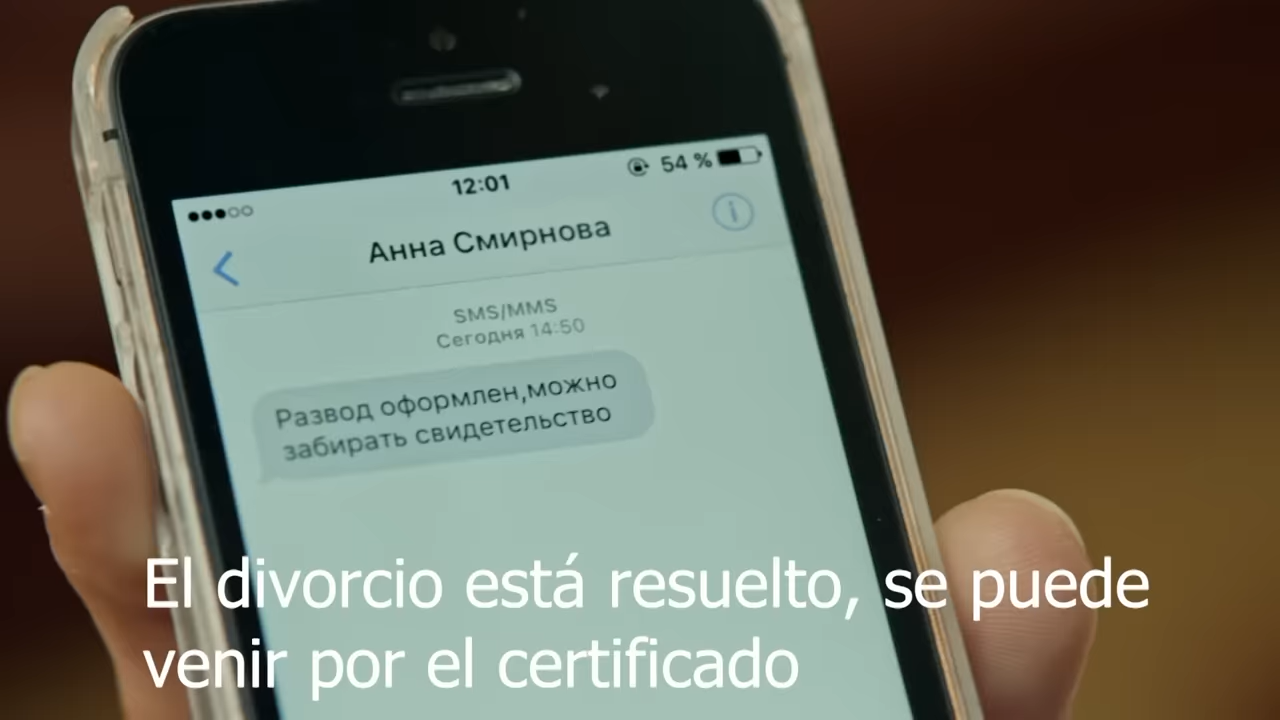 12:01
54 %
Анна Смирнова
SMS/MMS
Сегодня 14:50
Развод оформлен,можно
забирать свидетельство
El divorcio está resuelto, se puede
venir por el certificado